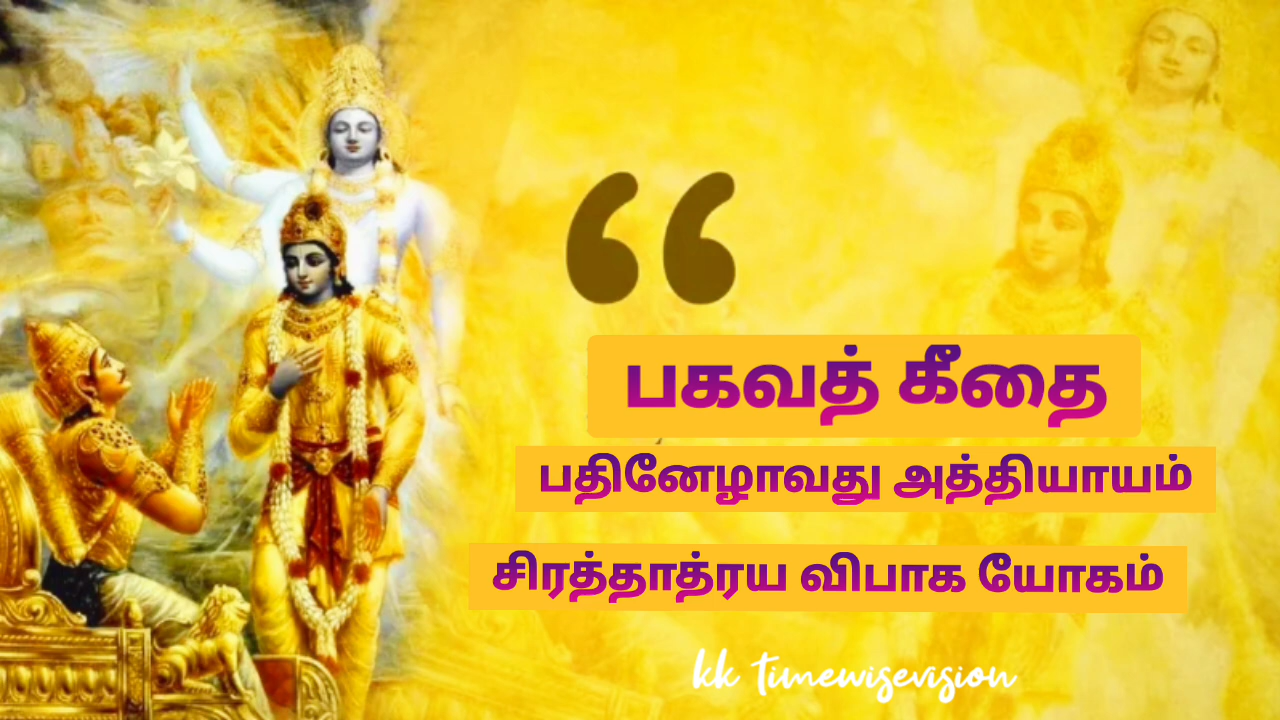 “
பகவத் கீதை
பதினேழாவது அத்தியாயம்
சிரத்தாத்ரய விபாக யோகம்
kk timewisevision